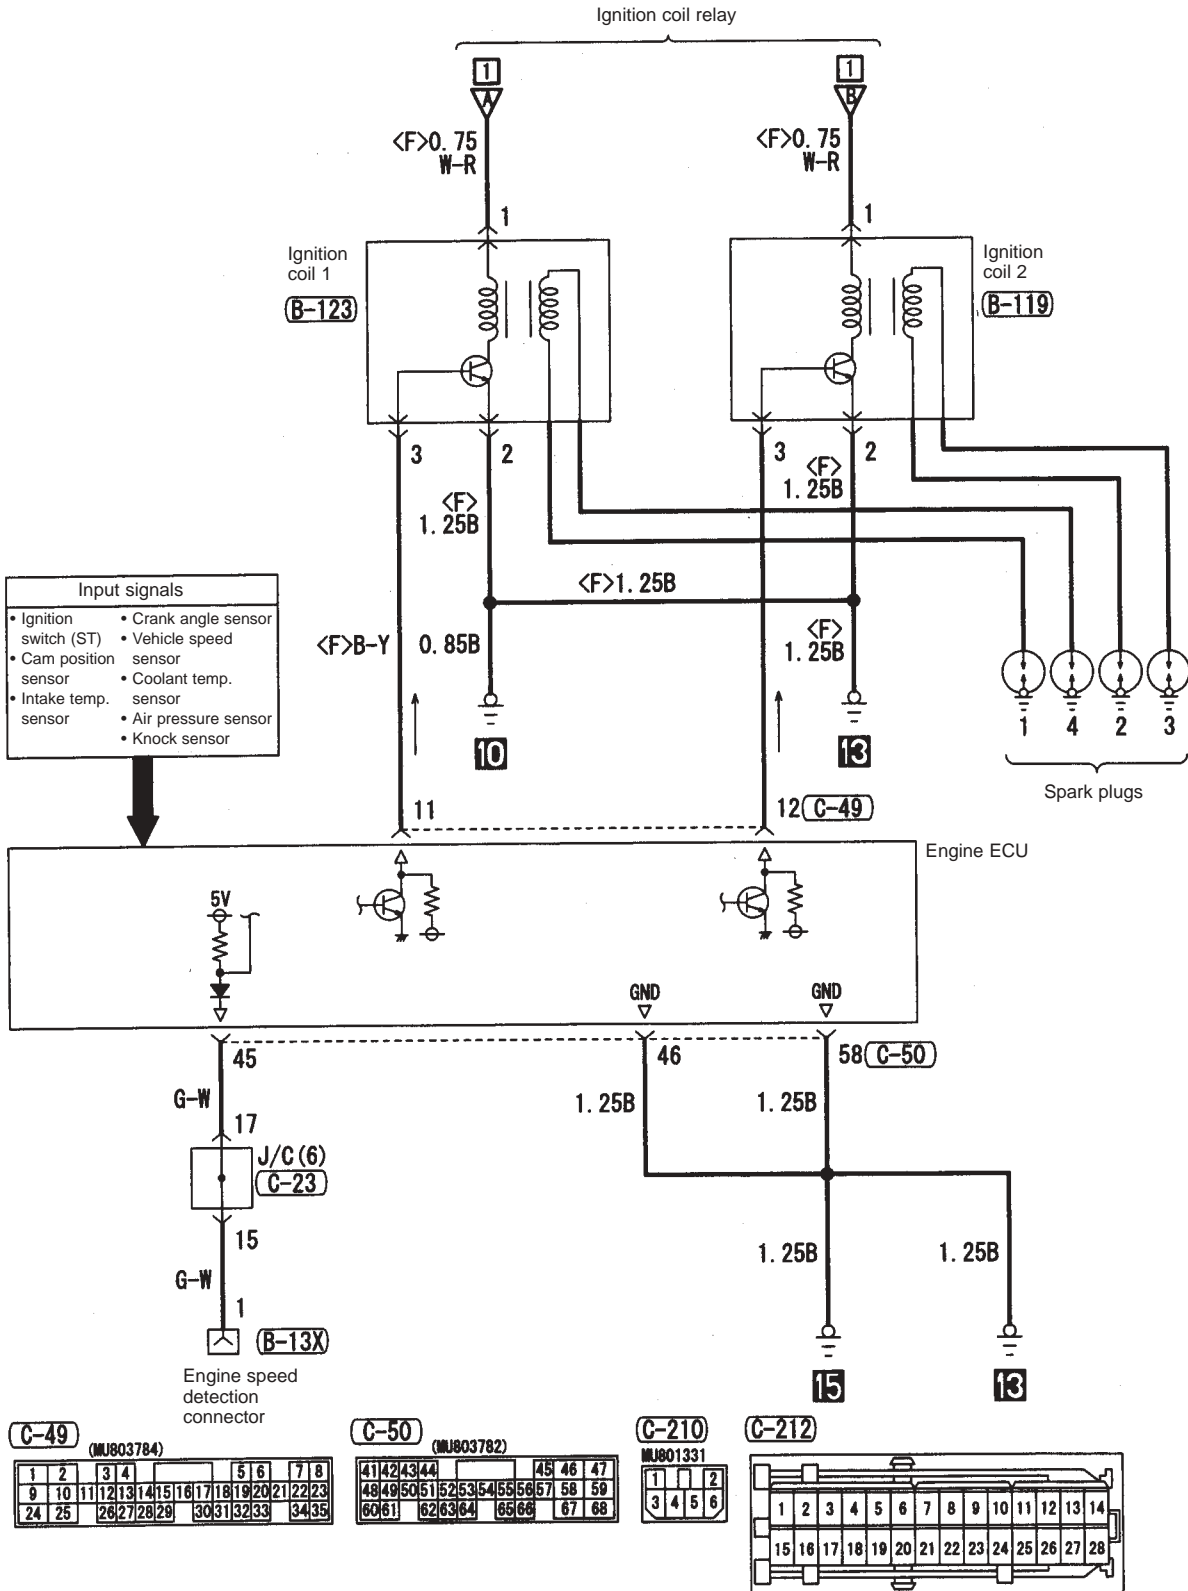 Ignition coil relay
1
1
A
B
<F>0.75
W-R
<F>0.75
W-R
1
1
Ignition
coil 1
(B-123)
Ignition
coil 2
(B-119)
3
2
3
2
<F>
1.25B
<F>
1.25B
<F>1.25B
Input signals
• Ignition
switch (ST)
• Cam position
sensor
• Intake temp.
sensor
• Crank angle sensor
• Vehicle speed
sensor
• Coolant temp.
sensor
• Air pressure sensor
• Knock sensor
<F>B-Y
0.85B
<F>
1.25B
10
13
1
4
2
3
Spark plugs
11
12
C-49
Engine ECU
5V
GND
GND
45
46
58
C-50
G-W
1.25B
1.25B
17
J/C(6)
C-23
15
1.25B
1.25B
G-W
1
B-13X
Engine speed
detection
connector
15
13
C-49
(MU803784)
1 2 3 4 5 6 7 8
9 10 11 12 13 14 15 16 17 18 19 20 21 22 23
24 25 26 27 28 29 30 31 32 33 34 35
C-50
(MU803782)
41 42 43 44 45 46 47
48 49 50 51 52 53 54 55 56 57 58 59
60 61 62 63 64 65 66 67 68
C-210
MU801331
1 2
3 4 5 6
C-212
1 2 3 4 5 6 7 8 9 10 11 12 13 14
15 16 17 18 19 20 21 22 23 24 25 26 27 28